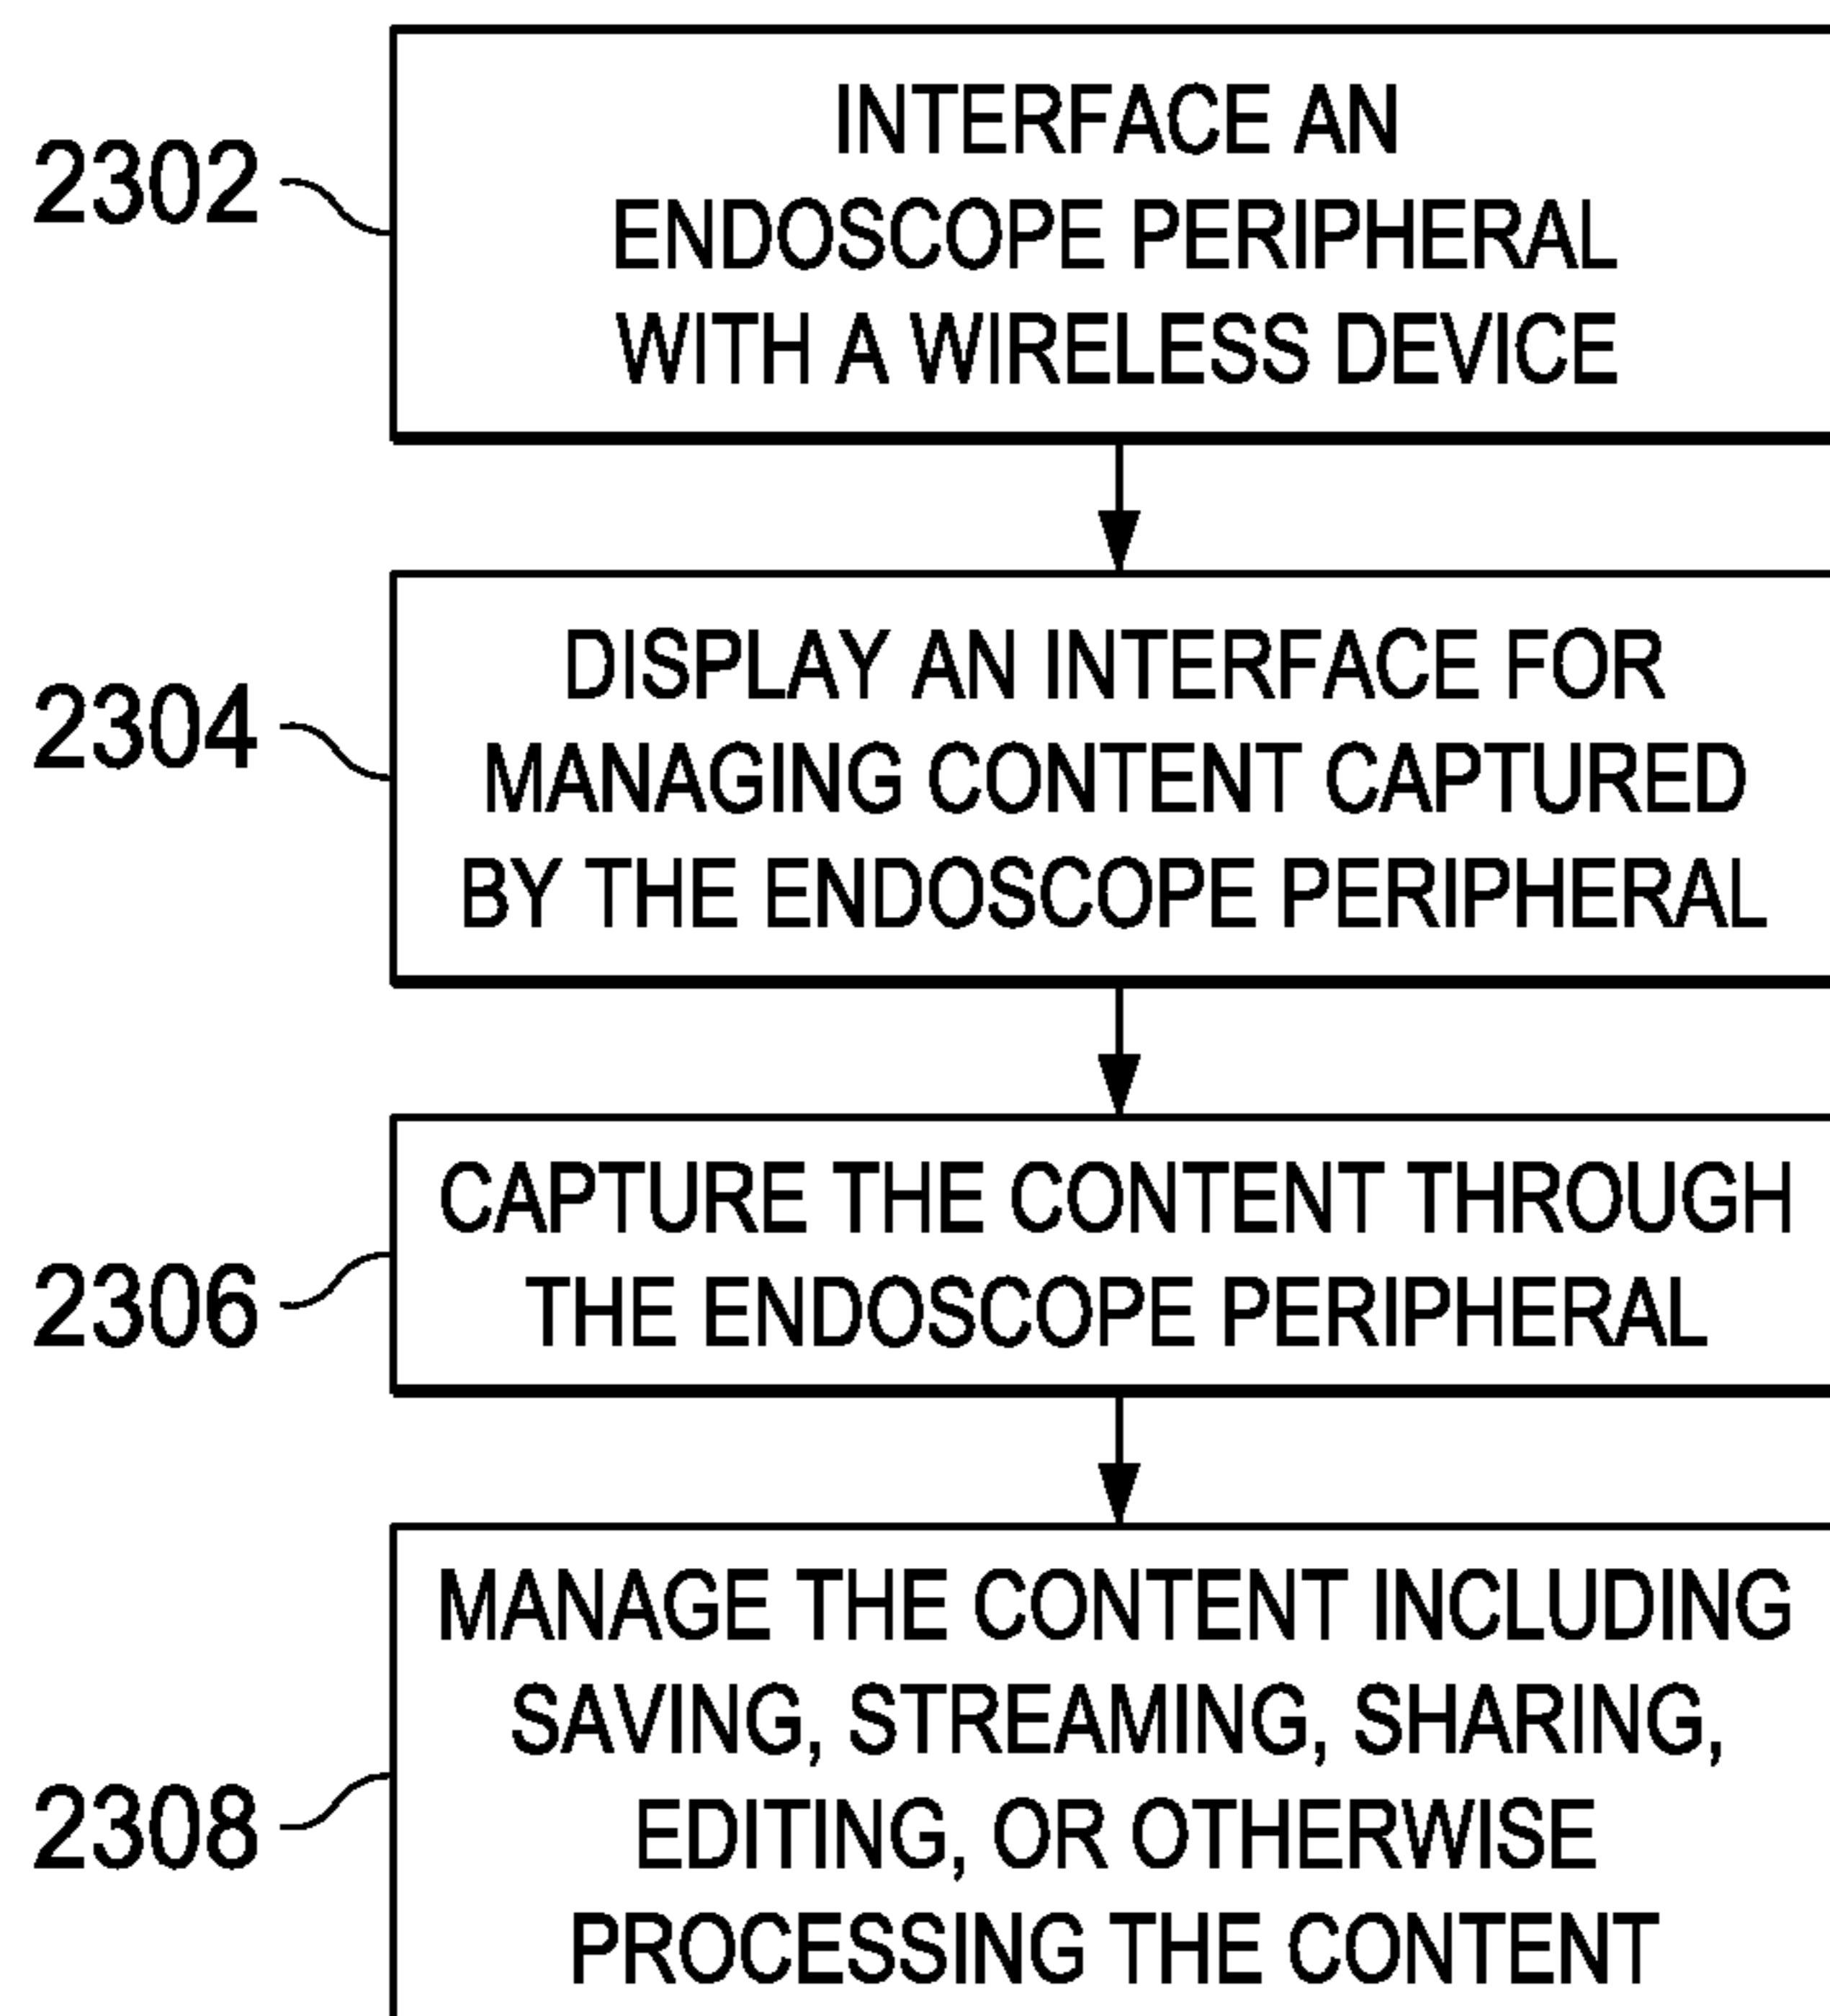 2302
INTERFACE AN
ENDOSCOPE PERIPHERAL
WITH A WIRELESS DEVICE
2304
DISPLAY AN INTERFACE FOR
MANAGING CONTENT CAPTURED
BY THE ENDOSCOPE PERIPHERAL
2306
CAPTURE THE CONTENT THROUGH
THE ENDOSCOPE PERIPHERAL
2308
MANAGE THE CONTENT INCLUDING
SAVING, STREAMING, SHARING,
EDITING, OR OTHERWISE
PROCESSING THE CONTENT